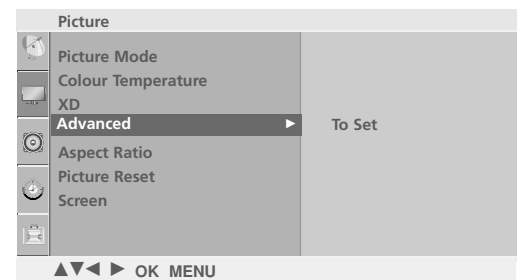 Picture
Picture Mode
Colour Temperature
XD
Advanced ► To Set
Aspect Ratio
Picture Reset
Screen
▲▼◄ ► OK MENU